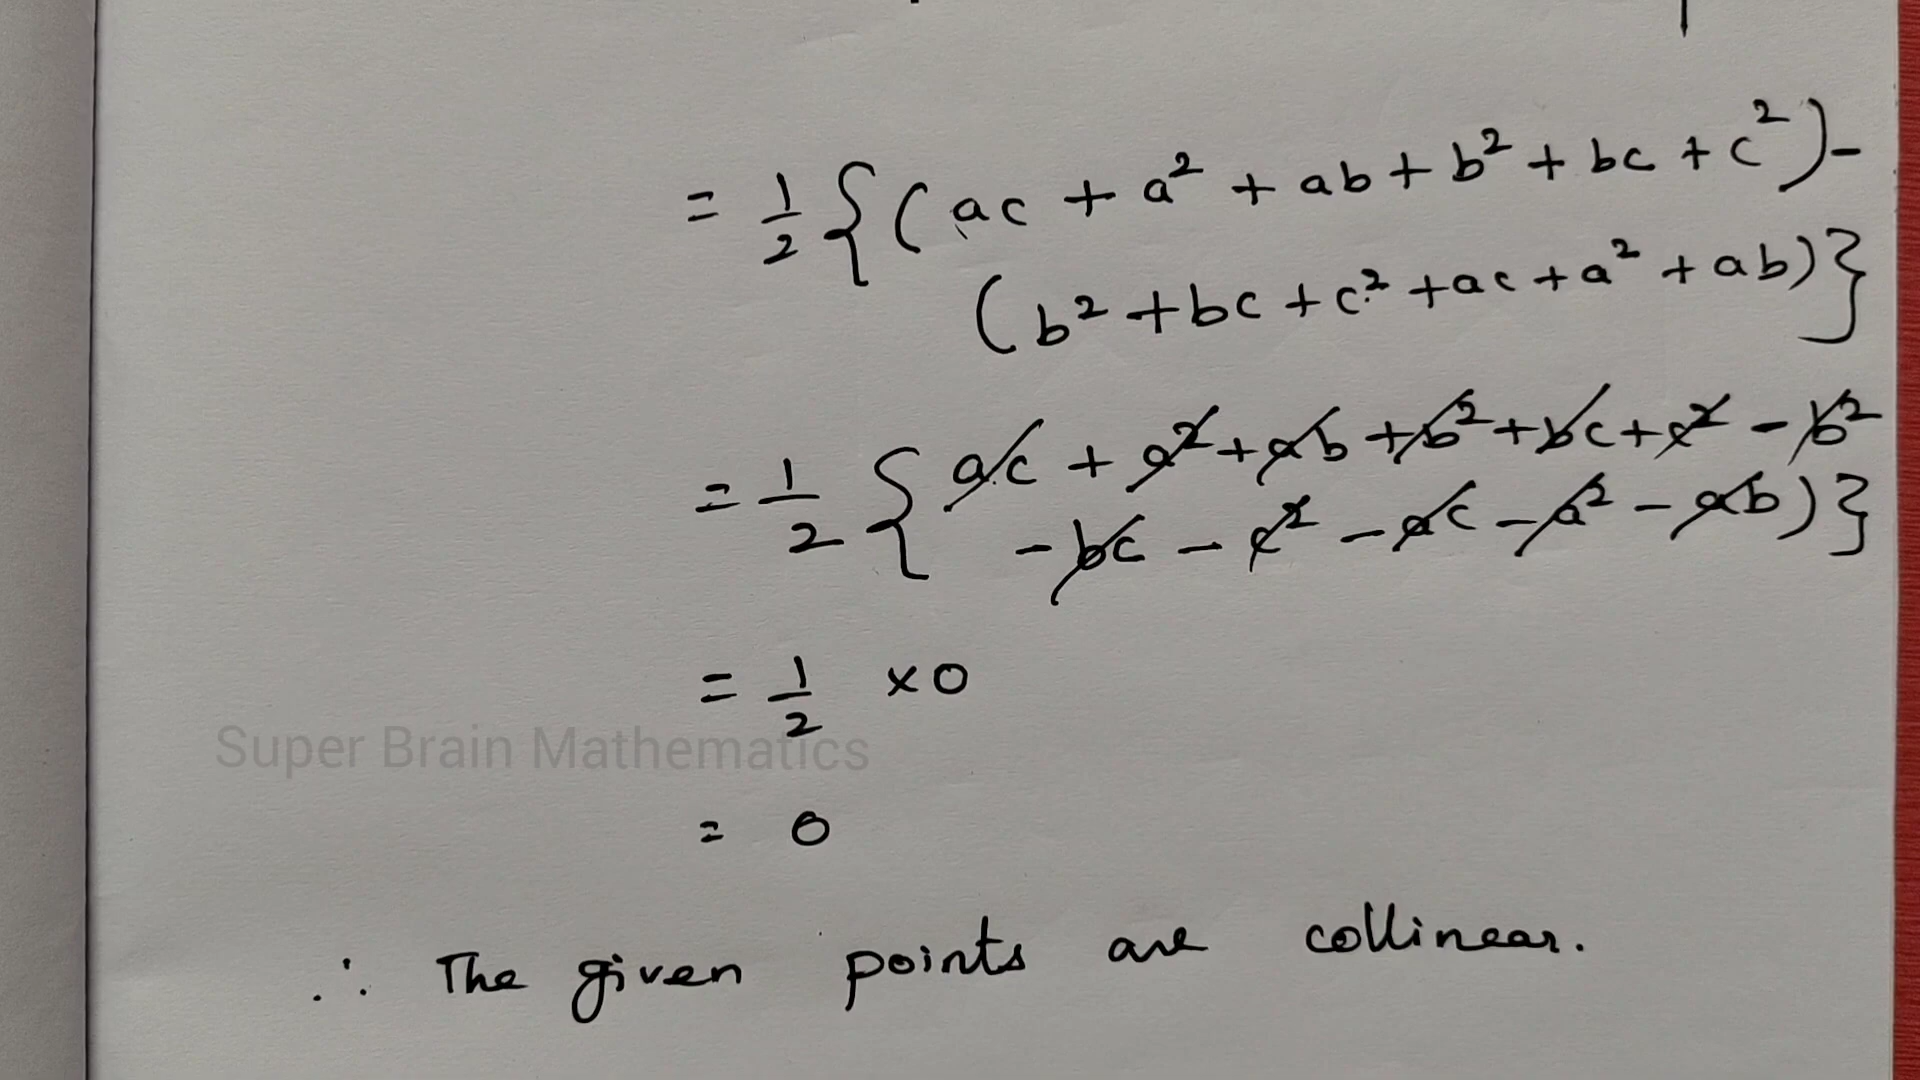 = 1/2 { (ac + a² + ab + b² + bc + c²) -
(b² + bc + c² + ac + a² + ab) }
= 1/2 { ac + a² + ab + b² + bc + c² - b²
- bc - c² - ac - a² - ab) }
= 1/2 × 0
Super Brain Mathematics
= 0
∴ The given points are collinear.